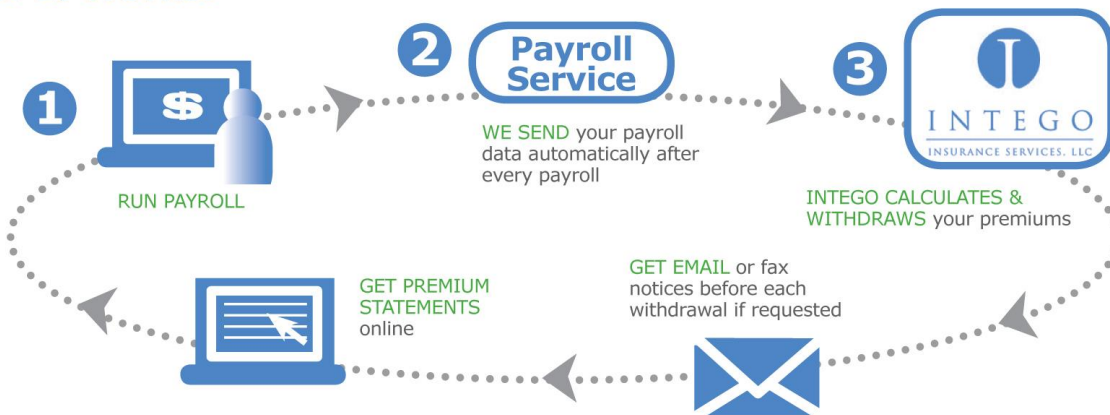 1
$
RUN PAYROLL
2
Payroll
Service
WE SEND your payroll
data automatically after
every payroll
3
I
INTEGO
INSURANCE SERVICES, LLC
INTEGO CALCULATES &
WITHDRAWS your premiums
GET EMAIL or fax
notices before each
withdrawal if requested
GET PREMIUM
STATEMENTS
online